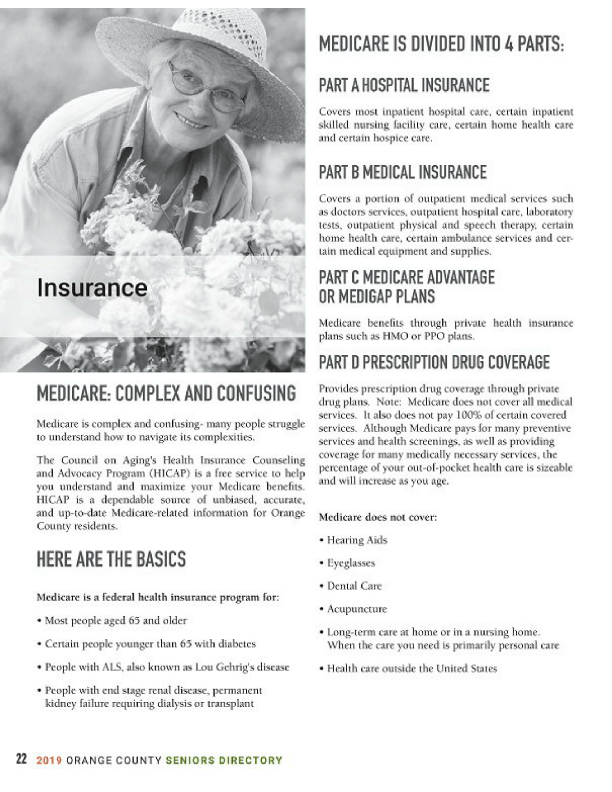 Insurance
MEDICARE: COMPLEX AND CONFUSING
Medicare is complex and confusing- many people struggle
to understand how to navigate its complexities.
The Council on Aging's Health Insurance Counseling
and Advocacy Program (HICAP) is a free service to help
you understand and maximize your Medicare benefits.
HICAP is a dependable source of unbiased, accurate,
and up-to-date Medicare-related information for Orange
County residents.
HERE ARE THE BASICS
Medicare is a federal health insurance program for:
• Most people aged 65 and older
• Certain people younger than 65 with diabetes
• People with ALS, also known as Lou Gehrig's disease
• People with end stage renal disease, permanent
kidney failure requiring dialysis or transplant
MEDICARE IS DIVIDED INTO 4 PARTS:
PART A HOSPITAL INSURANCE
Covers most inpatient hospital care, certain inpatient
skilled nursing facility care, certain home health care
and certain hospice care.
PART B MEDICAL INSURANCE
Covers a portion of outpatient medical services such
as doctors services, outpatient hospital care, laboratory
tests, outpatient physical and speech therapy, certain
home health care, certain ambulance services and cer-
tain medical equipment and supplies.
PART C MEDICARE ADVANTAGE
OR MEDIGAP PLANS
Medicare benefits through private health insurance
plans such as HMO or PPO plans.
PART D PRESCRIPTION DRUG COVERAGE
Provides prescription drug coverage through private
drug plans. Note: Medicare does not cover all medical
services. It also does not pay 100% of certain covered
services. Although Medicare pays for many preventive
services and health screenings, as well as providing
coverage for many medically necessary services, the
percentage of your out-of-pocket health care is sizeable
and will increase as you age.
Medicare does not cover:
• Hearing Aids
• Eyeglasses
• Dental Care
• Acupuncture
• Long-term care at home or in a nursing home.
When the care you need is primarily personal care
• Health care outside the United States
22 2019 ORANGE COUNTY SENIORS DIRECTORY